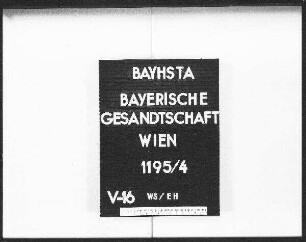 BAYHSTA
BAYERISCHE
GESANDTSCHAFT
WIEN
1195/4
V-16 WS/EH